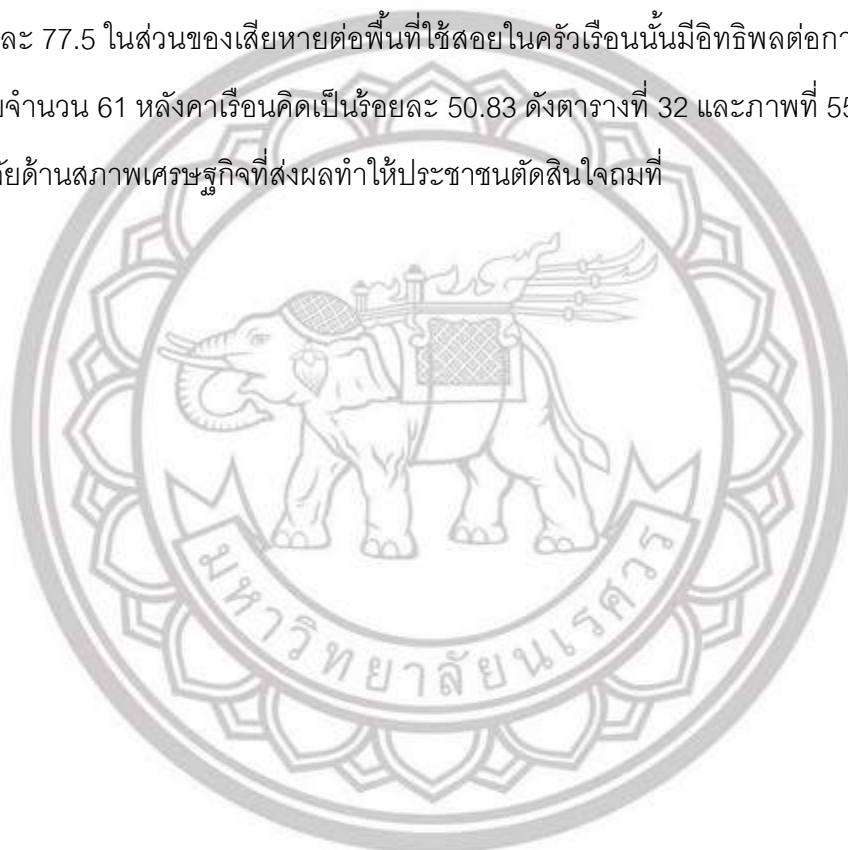 ละ 77.5 ในส่วนของเสียหายต่อพื้นที่ใช้สอยในครัวเรือนนั้นมีอิทธิพลต่อกา
จำนวน 61 หลังคาเรือนคิดเป็นร้อยละ 50.83 ดังตารางที่ 32 และภาพที่ 55
ัยด้านสภาพเศรษฐกิจที่ส่งผลทำให้ประชาชนตัดสินใจถมที่
มหาวิทยาลัยนเรศวร